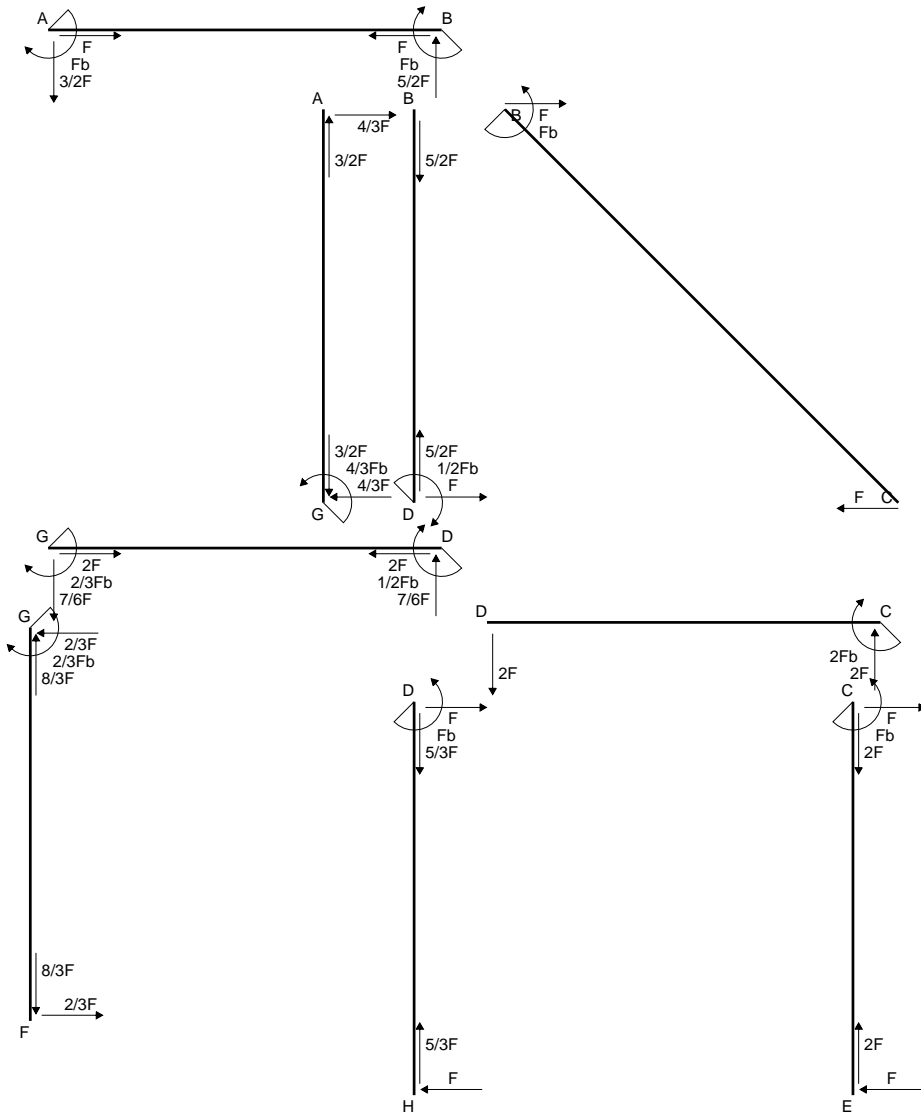 A B
F F
Fb Fb
3/2F 5/2F
A B
4/3F
3/2F 5/2F
B
F
Fb
3/2F 5/2F
4/3Fb 1/2Fb
4/3F F
G D
F C
G D
2F 2F
2/3Fb 1/2Fb
7/6F 7/6F
G
2/3F
2/3Fb
8/3F
D C
2Fb
2F 2F
D C
F F
Fb Fb
5/3F 2F
8/3F
2/3F
F
5/3F 2F
F F
H E